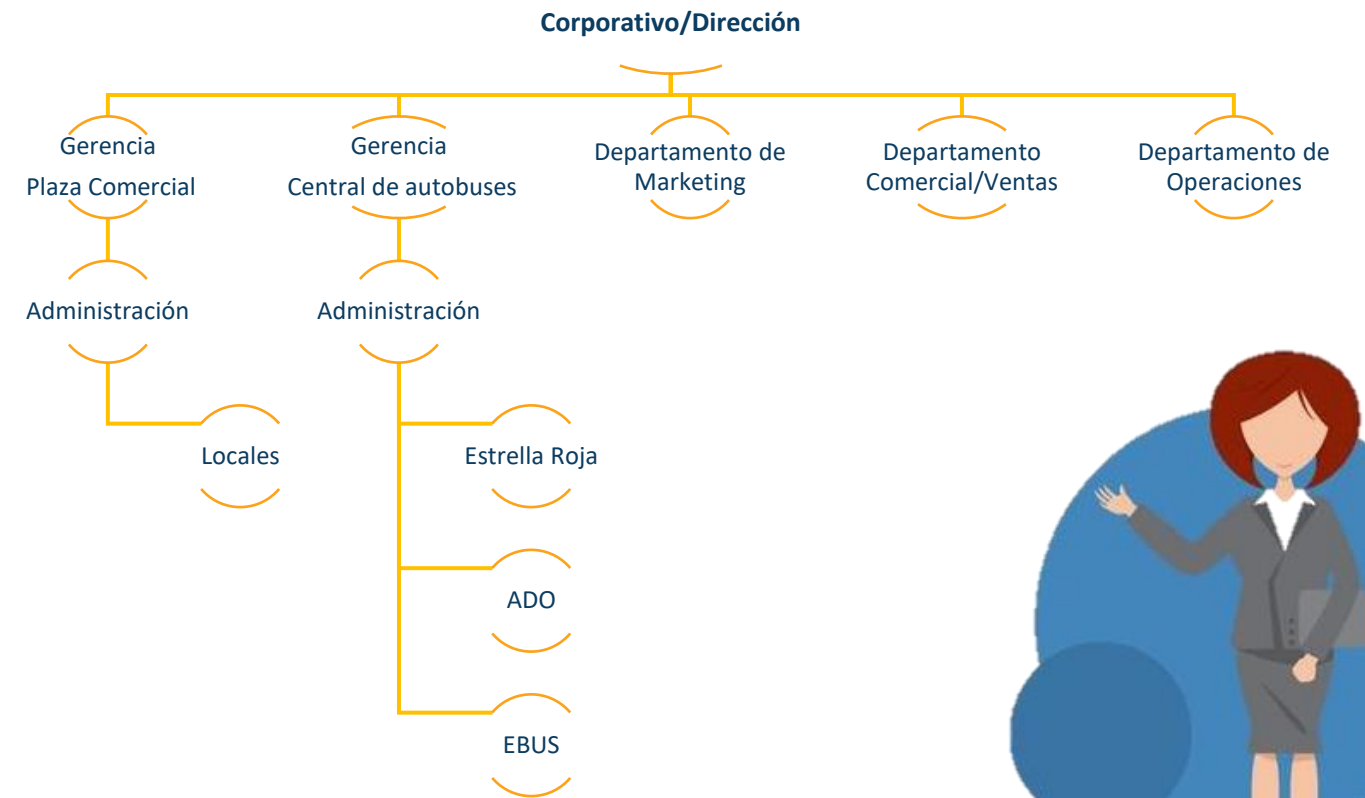 Corporativo/Dirección
Gerencia
Plaza Comercial
Gerencia
Central de autobuses
Departamento de
Marketing
Departamento
Comercial/Ventas
Departamento de
Operaciones
Administración
Administración
Locales
Estrella Roja
ADO
EBUS